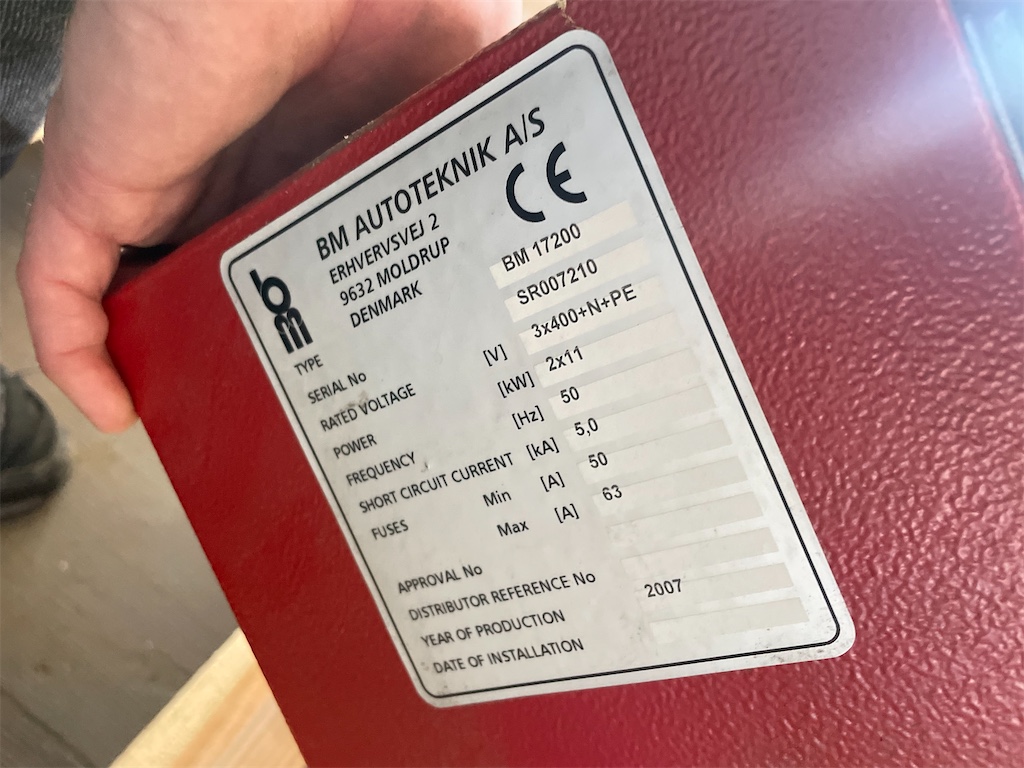 BM AUTOTEKNIK A/S
ERHVERVSVEJ 2
9632 MOLDRUP
DENMARK
CE
bm
TYPE BM 17200
SERIAL No SR007210
RATED VOLTAGE [V] 3x400+N+PE
POWER [kW] 2x11
FREQUENCY [Hz] 50
SHORT CIRCUIT CURRENT [kA] 5,0
FUSES Min [A] 50
Max [A] 63
APPROVAL No
DISTRIBUTOR REFERENCE No
YEAR OF PRODUCTION 2007
DATE OF INSTALLATION